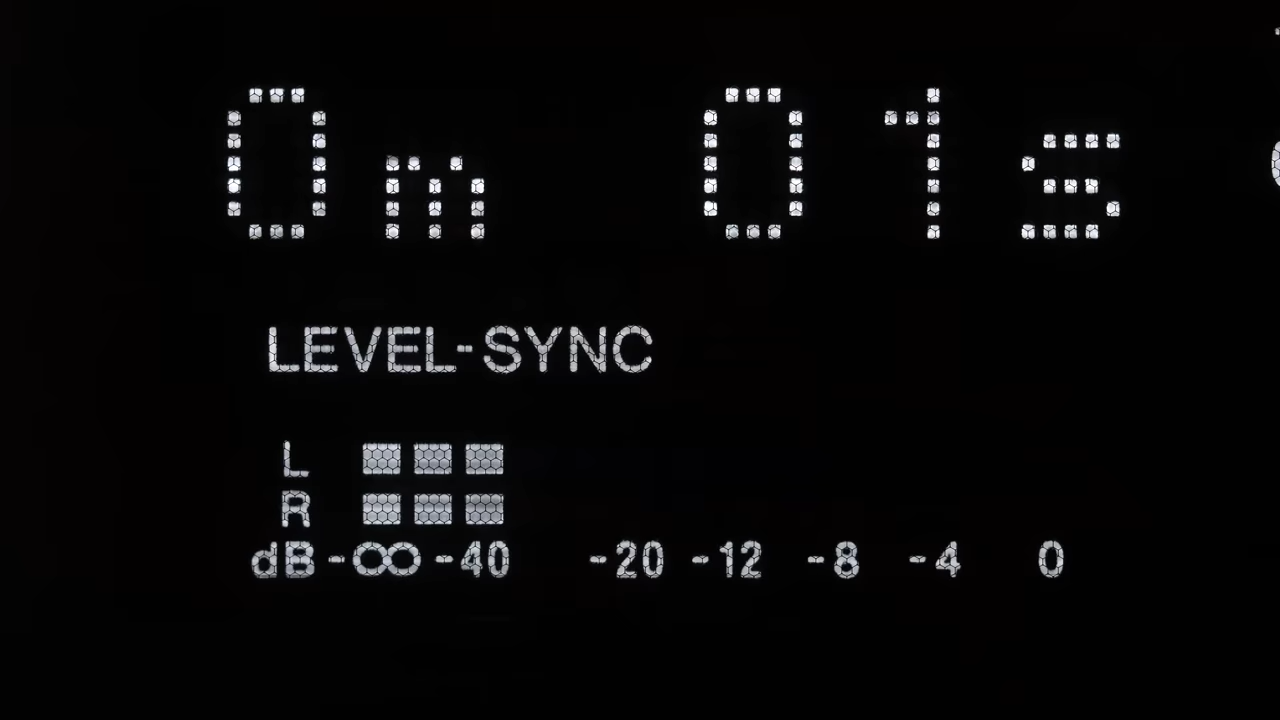 0m 01s
LEVEL-SYNC
L
R
dB -∞ -40 -20 -12 -8 -4 0